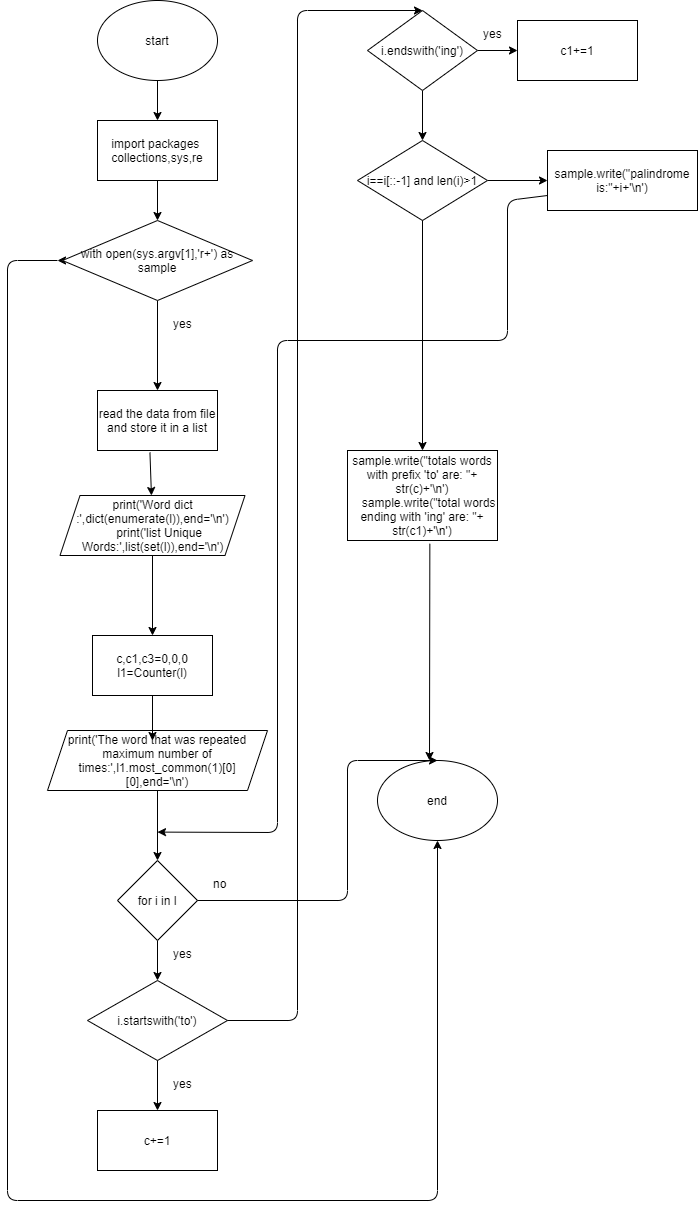 start
import packages
collections,sys,re
with open(sys.argv[1],'r+') as
sample
yes
read the data from file
and store it in a list
print('Word dict
:',dict(enumerate(l)),end='\n')
print('list Unique
Words:',list(set(l)),end='\n')
c,c1,c3=0,0,0
l1=Counter(l)
print('The word that was repeated
maximum number of
times:',l1.most_common(1)[0]
[0],end='\n')
for i in l
no
yes
i.startswith('to')
yes
c+=1
i.endswith('ing')
yes
c1+=1
i==i[::-1] and len(i)>1
sample.write("palindrome
is:"+i+'\n')
sample.write("totals words
with prefix 'to' are: "+
str(c)+'\n')
sample.write("total words
ending with 'ing' are: "+
str(c1)+'\n')
end